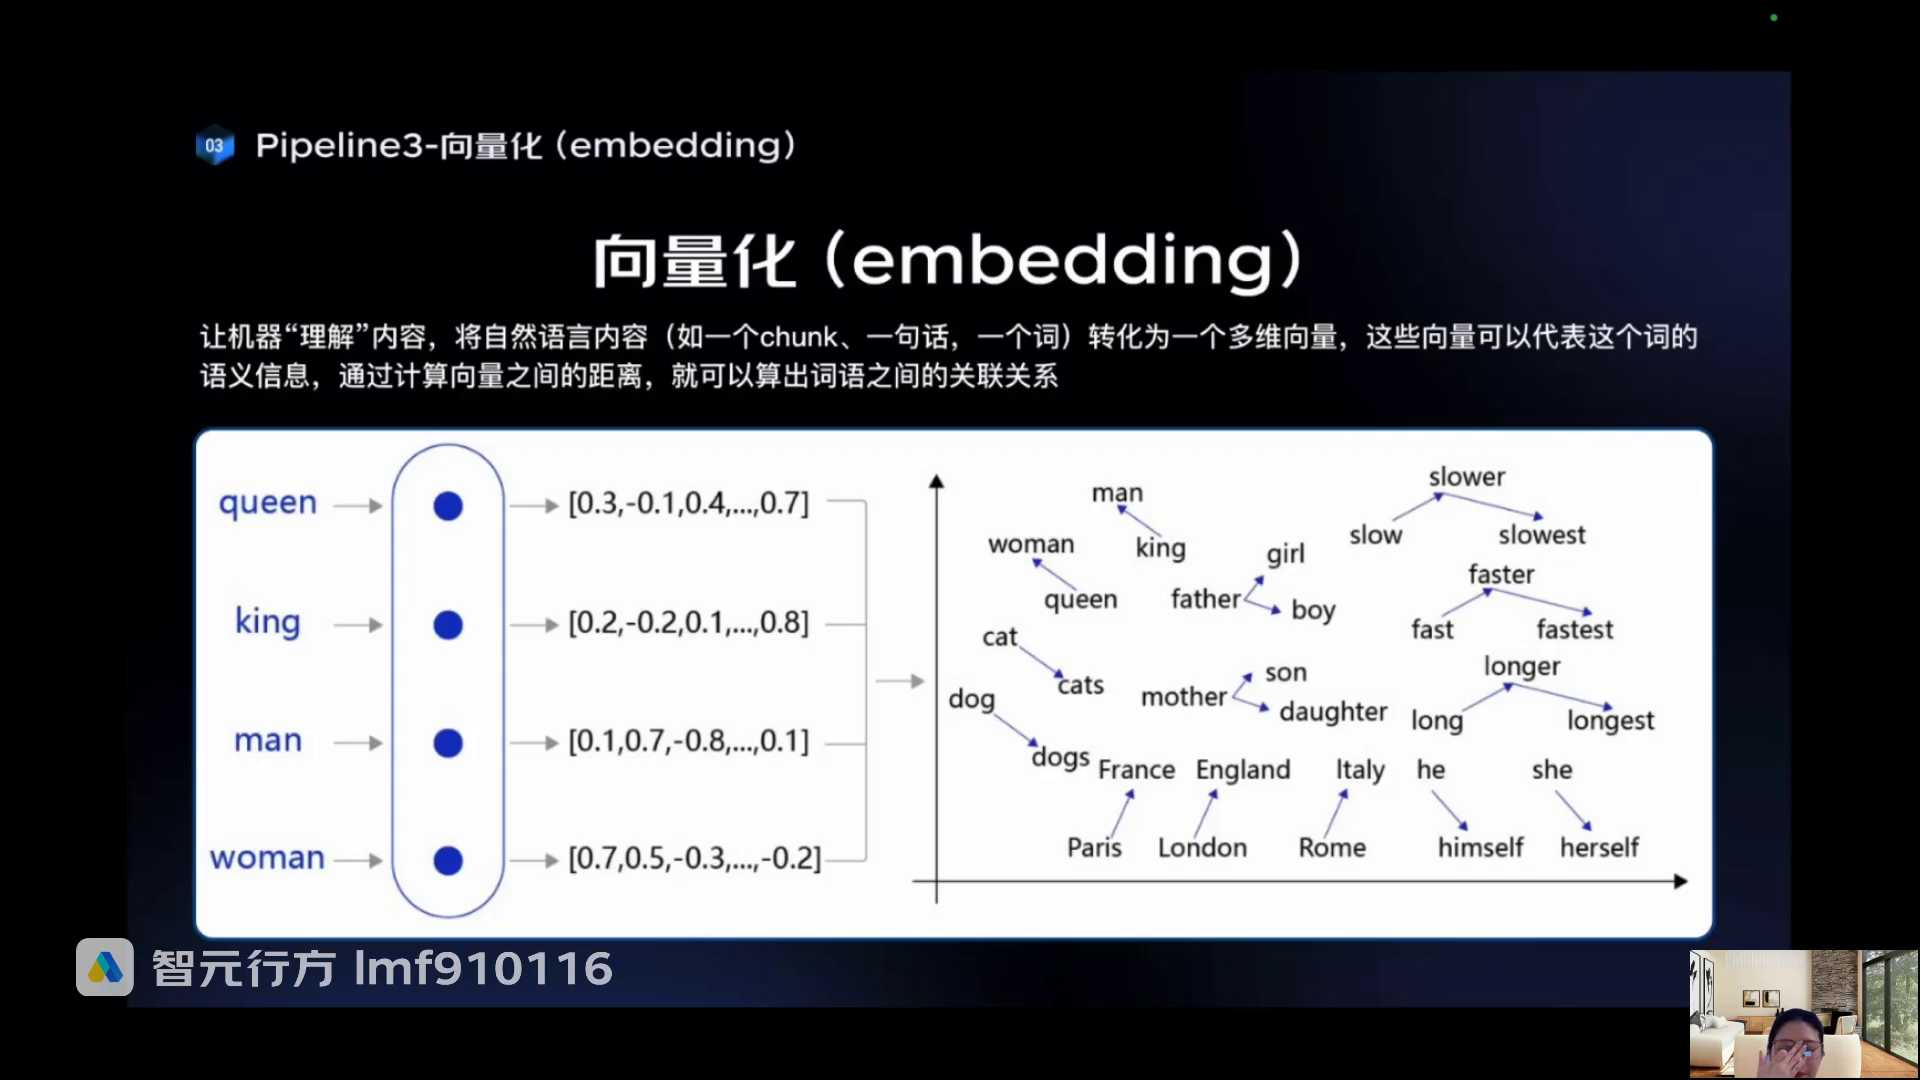 03 Pipeline3-向量化（embedding）
向量化（embedding）
让机器“理解”内容，将自然语言内容（如一个chunk、一句话，一个词）转化为一个多维向量，这些向量可以代表这个词的
语义信息，通过计算向量之间的距离，就可以算出词语之间的关联关系
queen [0.3,-0.1,0.4,...,0.7]
king [0.2,-0.2,0.1,...,0.8]
man [0.1,0.7,-0.8,...,0.1]
woman [0.7,0.5,-0.3,...,-0.2]
man
king
woman
queen
girl
father
boy
cat
cats
dog
dogs
son
mother
daughter
slower
slow
slowest
faster
fast
fastest
longer
long
longest
France England Italy he she
Paris London Rome himself herself
智元行方 lmf910116